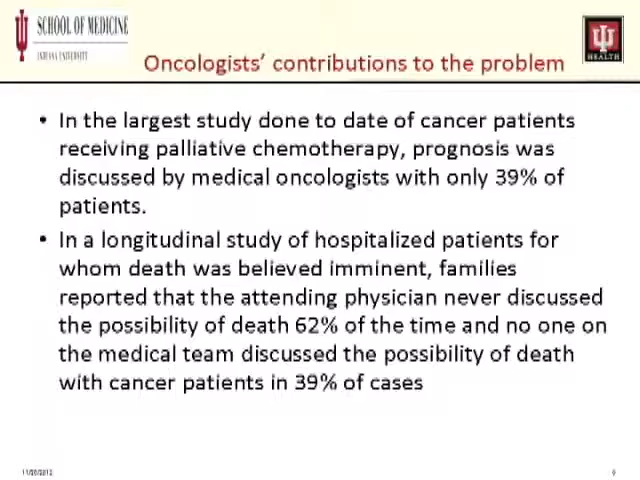 SCHOOL OF MEDICINE
INDIANA UNIVERSITY
HEALTH
Oncologists' contributions to the problem
• In the largest study done to date of cancer patients
receiving palliative chemotherapy, prognosis was
discussed by medical oncologists with only 39% of
patients.
• In a longitudinal study of hospitalized patients for
whom death was believed imminent, families
reported that the attending physician never discussed
the possibility of death 62% of the time and no one on
the medical team discussed the possibility of death
with cancer patients in 39% of cases